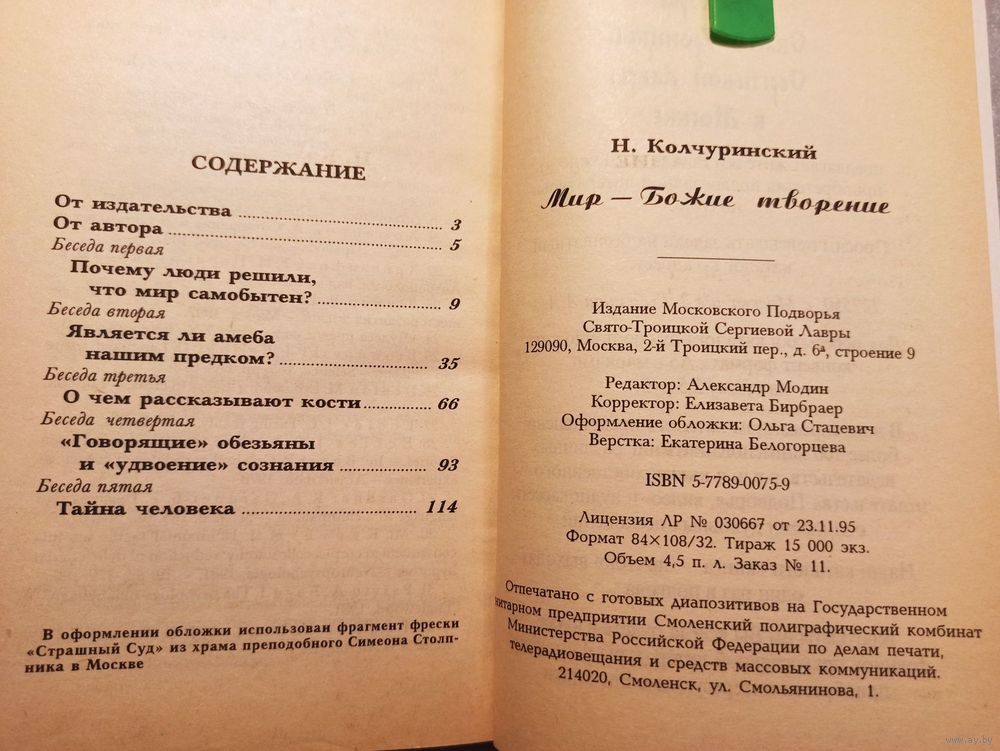 СОДЕРЖАНИЕ
От издательства ........ 3
От автора ........ 5
Беседа первая
Почему люди решили,
что мир самобытен? ........ 9
Беседа вторая
Является ли амеба
нашим предком? ........ 35
Беседа третья
О чем рассказывают кости ........ 66
Беседа четвертая
«Говорящие» обезьяны
и «удвоение» сознания ........ 93
Беседа пятая
Тайна человека ........ 114
В оформлении обложки использован фрагмент фрески
«Страшный Суд» из храма преподобного Симеона Столп-
ника в Москве
Н. Колчуринский
Мир — Божие творение
Издание Московского Подворья
Свято-Троицкой Сергиевой Лавры
129090, Москва, 2-й Троицкий пер., д. 6ª, строение 9
Редактор: Александр Модин
Корректор: Елизавета Бирбраер
Оформление обложки: Ольга Стацевич
Верстка: Екатерина Белогорцева
ISBN 5-7789-0075-9
Лицензия ЛР № 030667 от 23.11.95
Формат 84×108/32. Тираж 15 000 экз.
Объем 4,5 п. л. Заказ № 11.
Отпечатано с готовых диапозитивов на Государственном
нитарном предприятии Смоленский полиграфический комбинат
Министерства Российской Федерации по делам печати,
телерадиовещания и средств массовых коммуникаций.
214020, Смоленск, ул. Смольянинова, 1.
www.ay.by